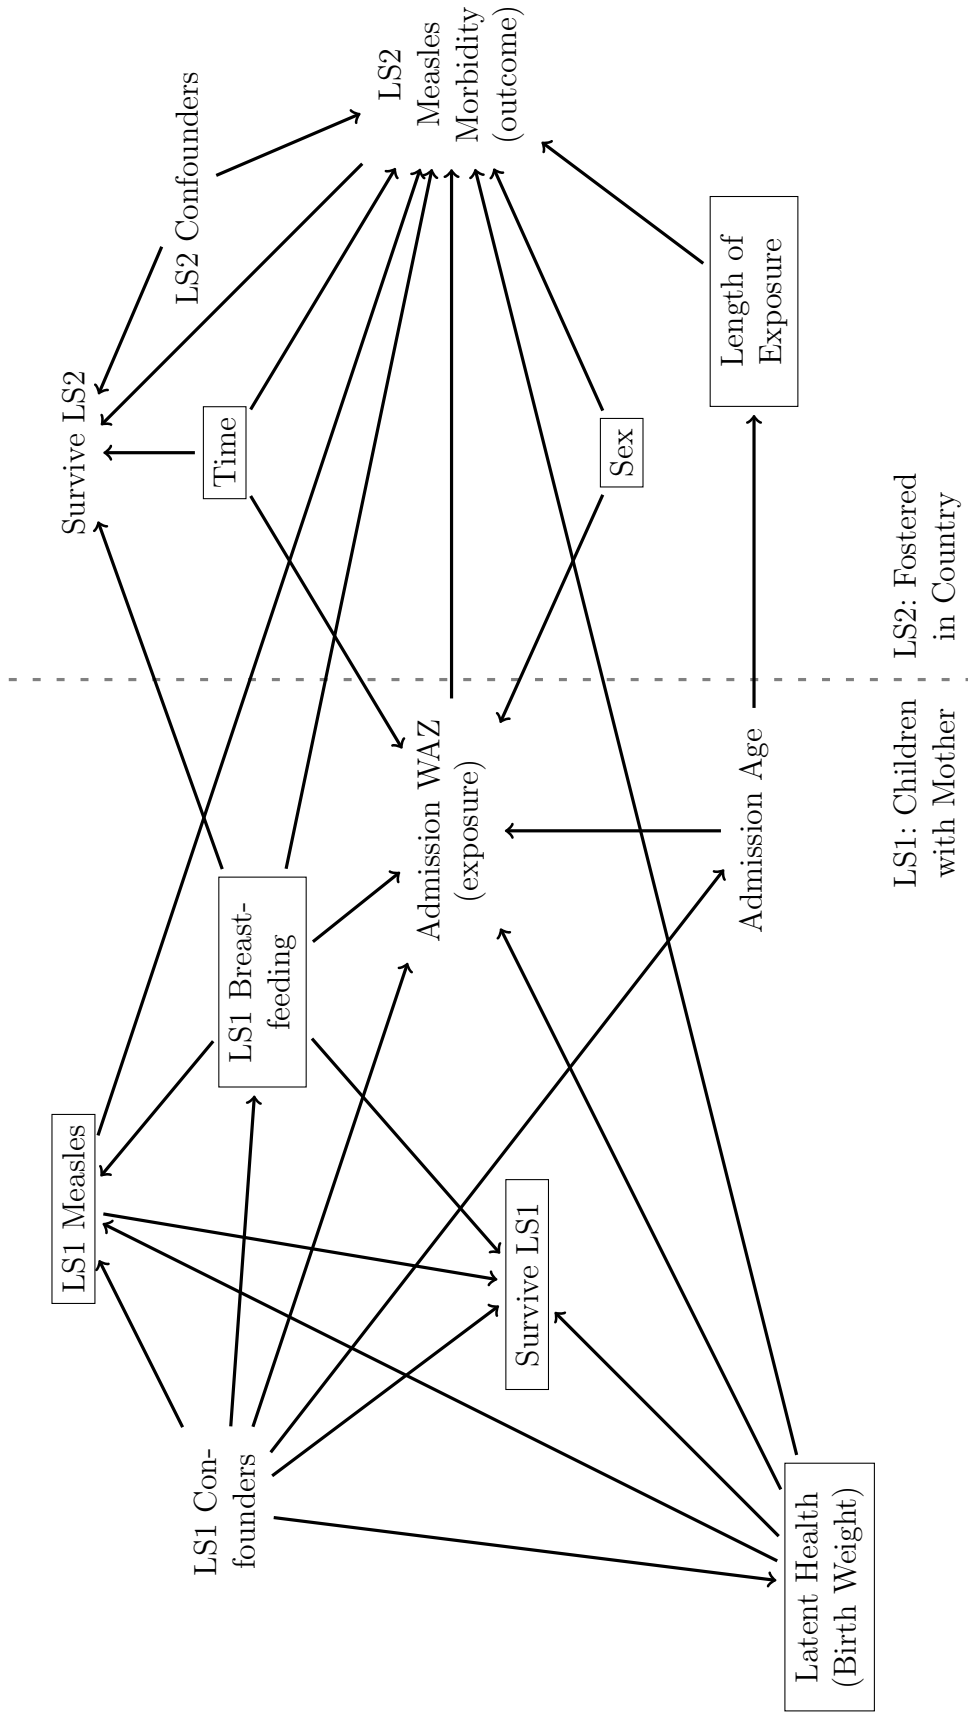 Survive LS2
LS2 Confounders
LS2
Measles
Morbidity
(outcome)
Time
LS1 Measles
LS1 Breast-
feeding
LS1 Con-
founders
Admission WAZ
(exposure)
Survive LS1
Sex
Length of
Exposure
Admission Age
Latent Health
(Birth Weight)
LS1: Children
with Mother
LS2: Fostered
in Country